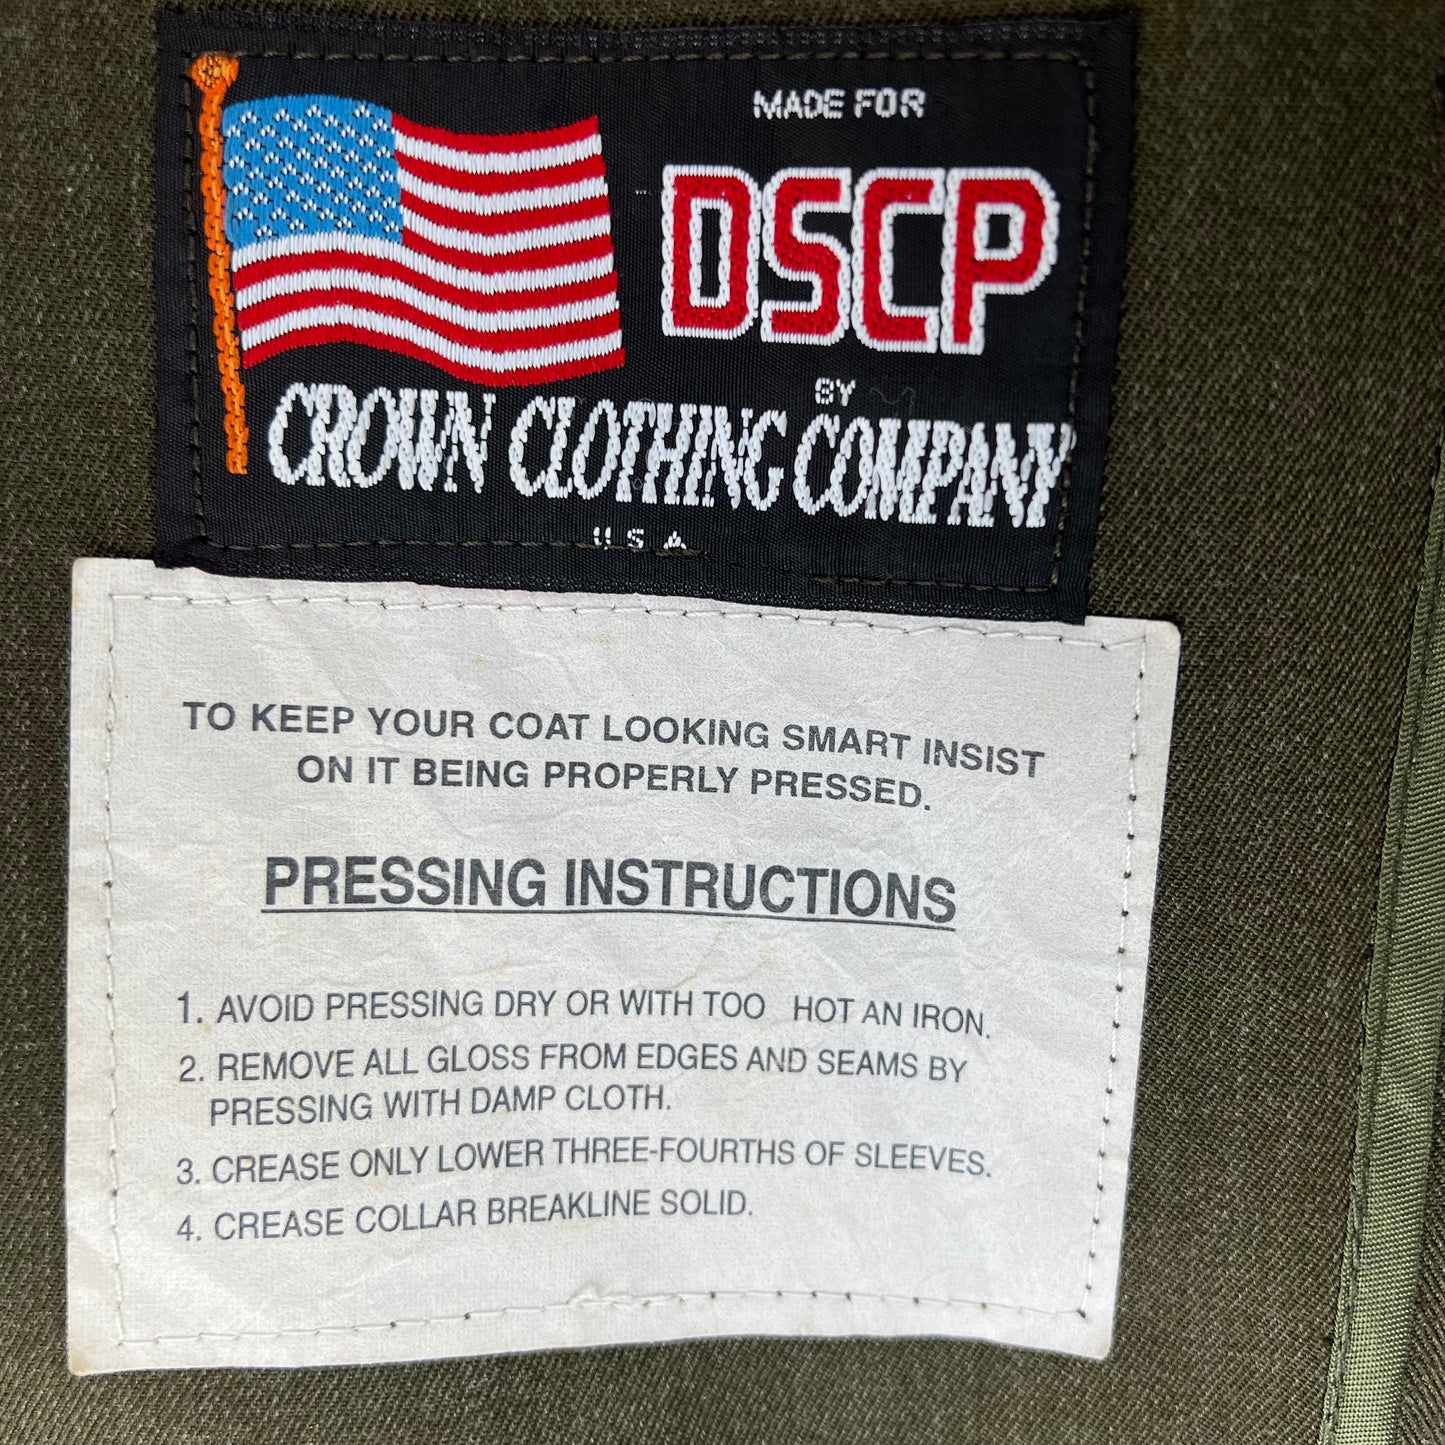 MADE FOR
DSCP
BY
CROWN CLOTHING COMPANY
U S A
TO KEEP YOUR COAT LOOKING SMART INSIST
ON IT BEING PROPERLY PRESSED.
PRESSING INSTRUCTIONS
1. AVOID PRESSING DRY OR WITH TOO HOT AN IRON.
2. REMOVE ALL GLOSS FROM EDGES AND SEAMS BY
PRESSING WITH DAMP CLOTH.
3. CREASE ONLY LOWER THREE-FOURTHS OF SLEEVES.
4. CREASE COLLAR BREAKLINE SOLID.